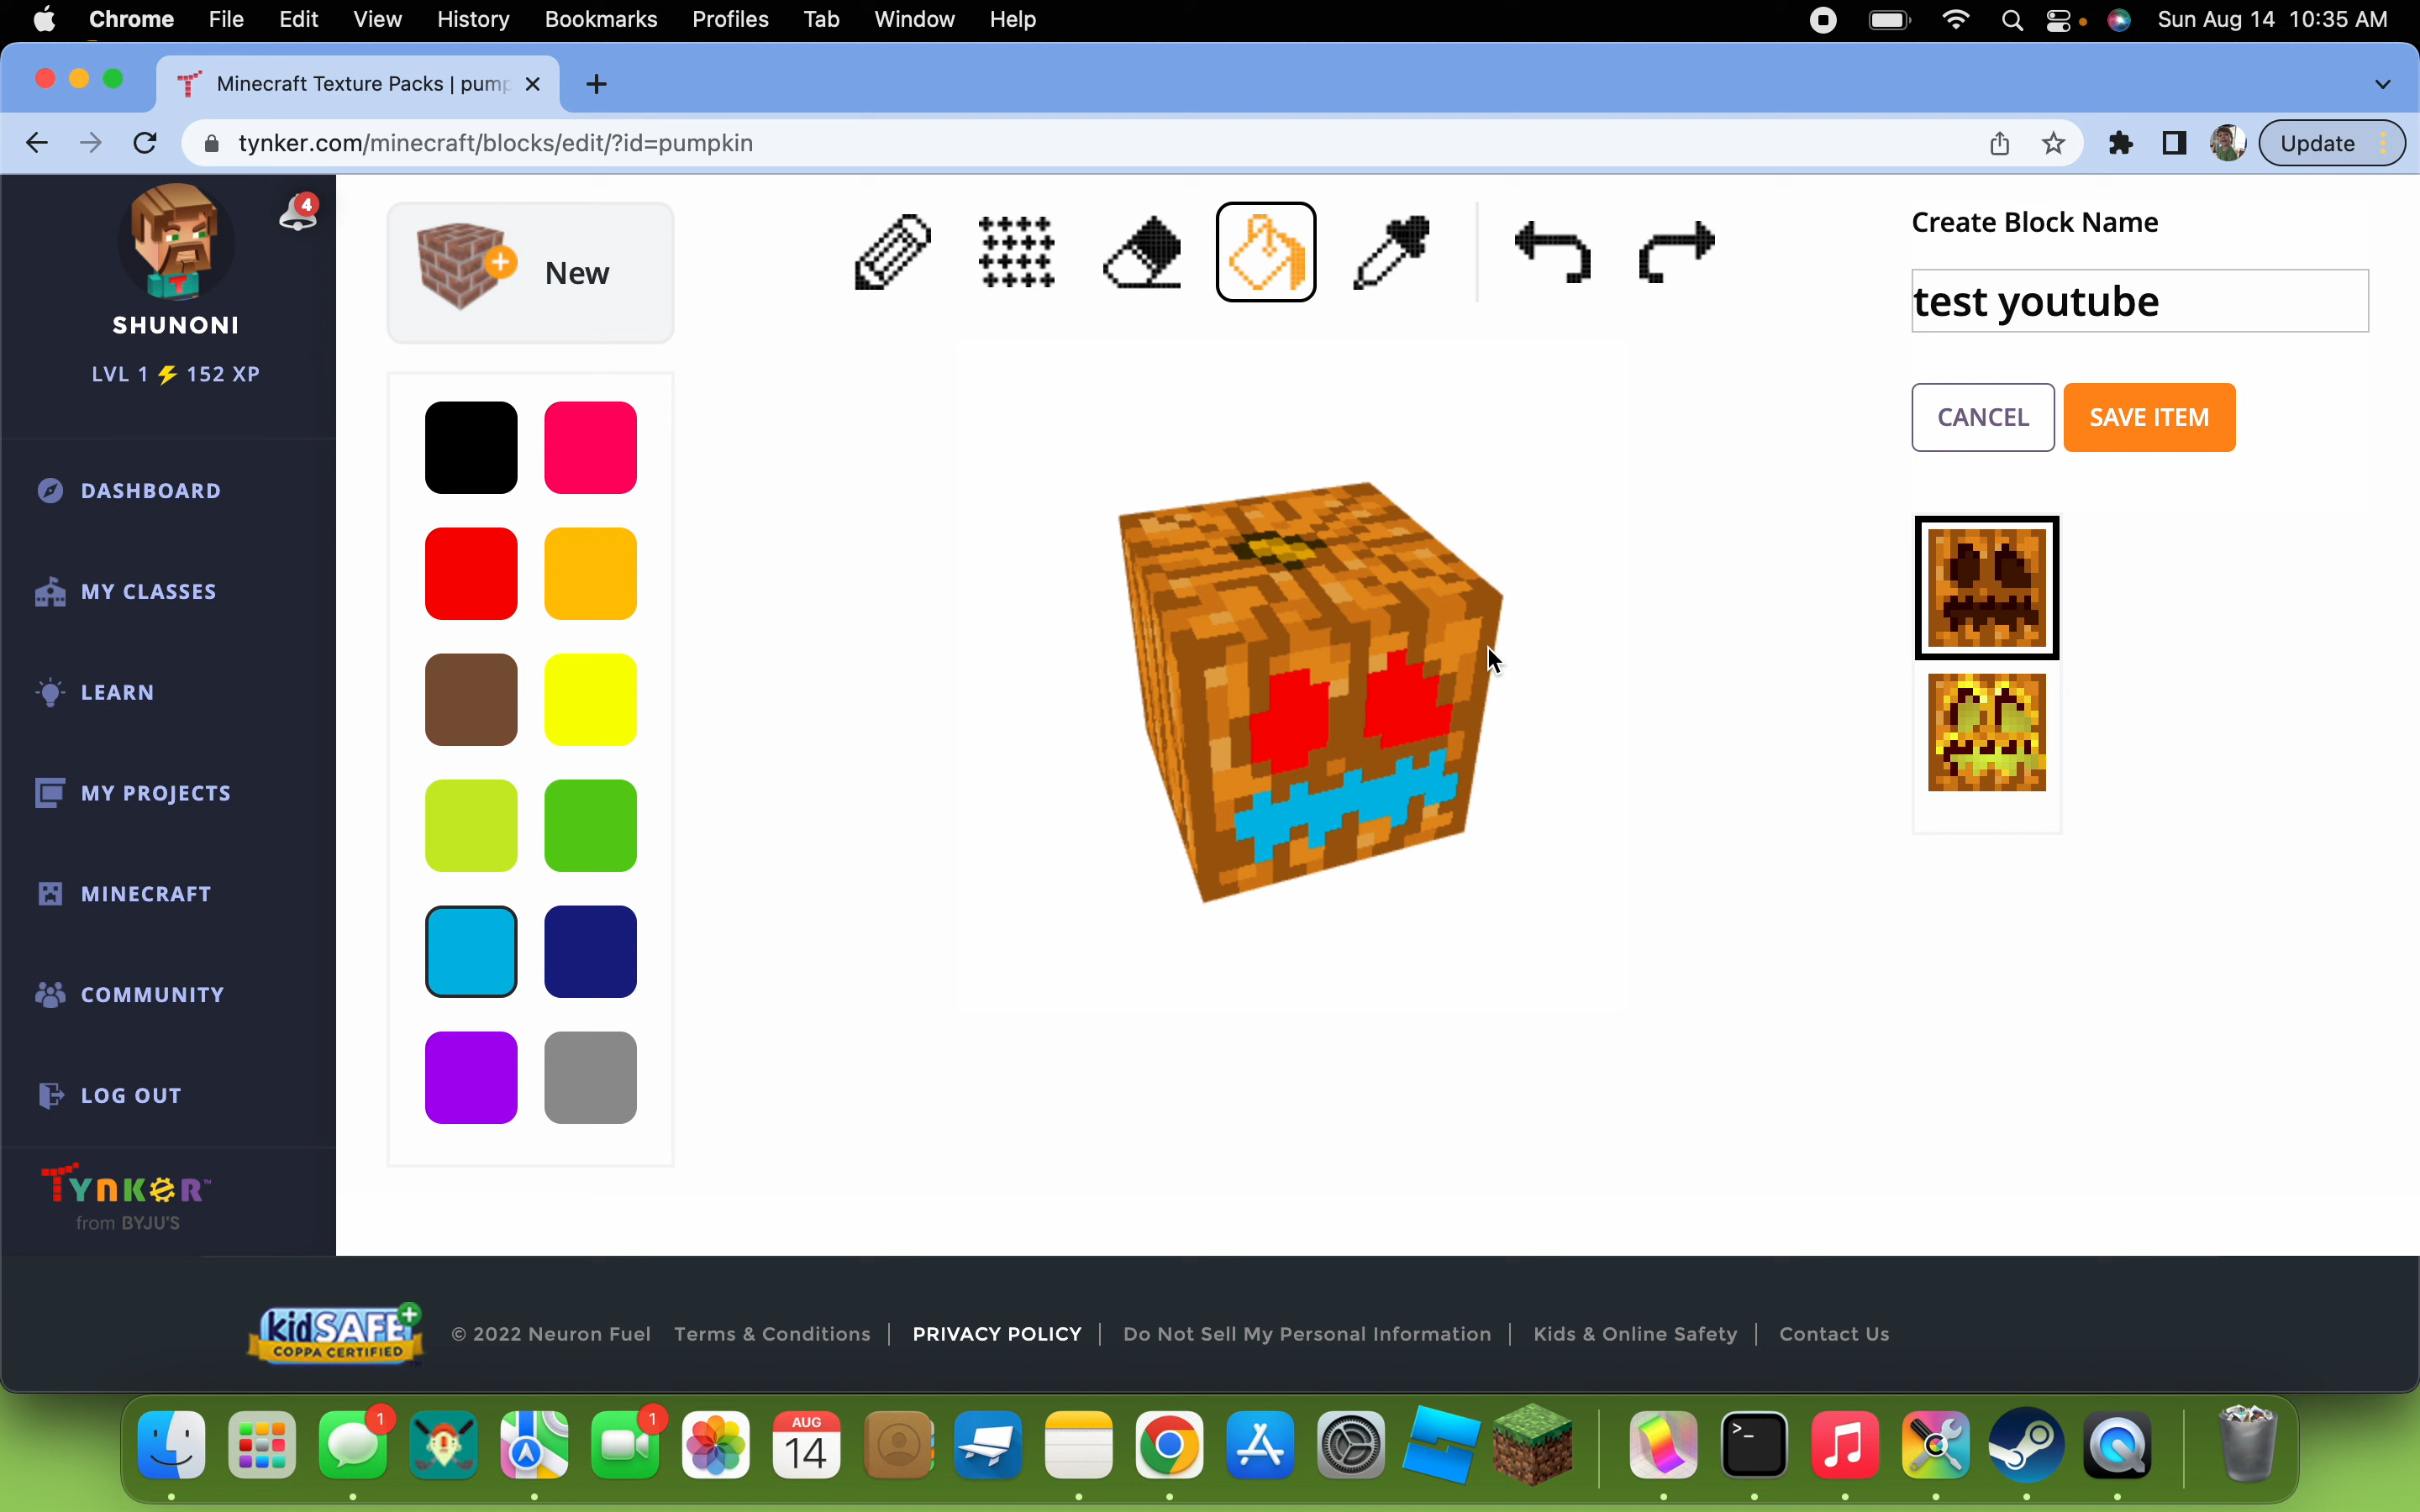 Chrome File Edit View History Bookmarks Profiles Tab Window Help Sun Aug 14 10:35 AM
Minecraft Texture Packs | pump
tynker.com/minecraft/blocks/edit/?id=pumpkin
Update
4
SHUNONI
LVL 1 152 XP
DASHBOARD
MY CLASSES
LEARN
MY PROJECTS
MINECRAFT
COMMUNITY
LOG OUT
TYNKER™
from BYJU'S
New
Create Block Name
test youtube
CANCEL SAVE ITEM
kidSAFE+
COPPA CERTIFIED
© 2022 Neuron Fuel Terms & Conditions | PRIVACY POLICY | Do Not Sell My Personal Information | Kids & Online Safety | Contact Us
1
1
AUG
14
>_